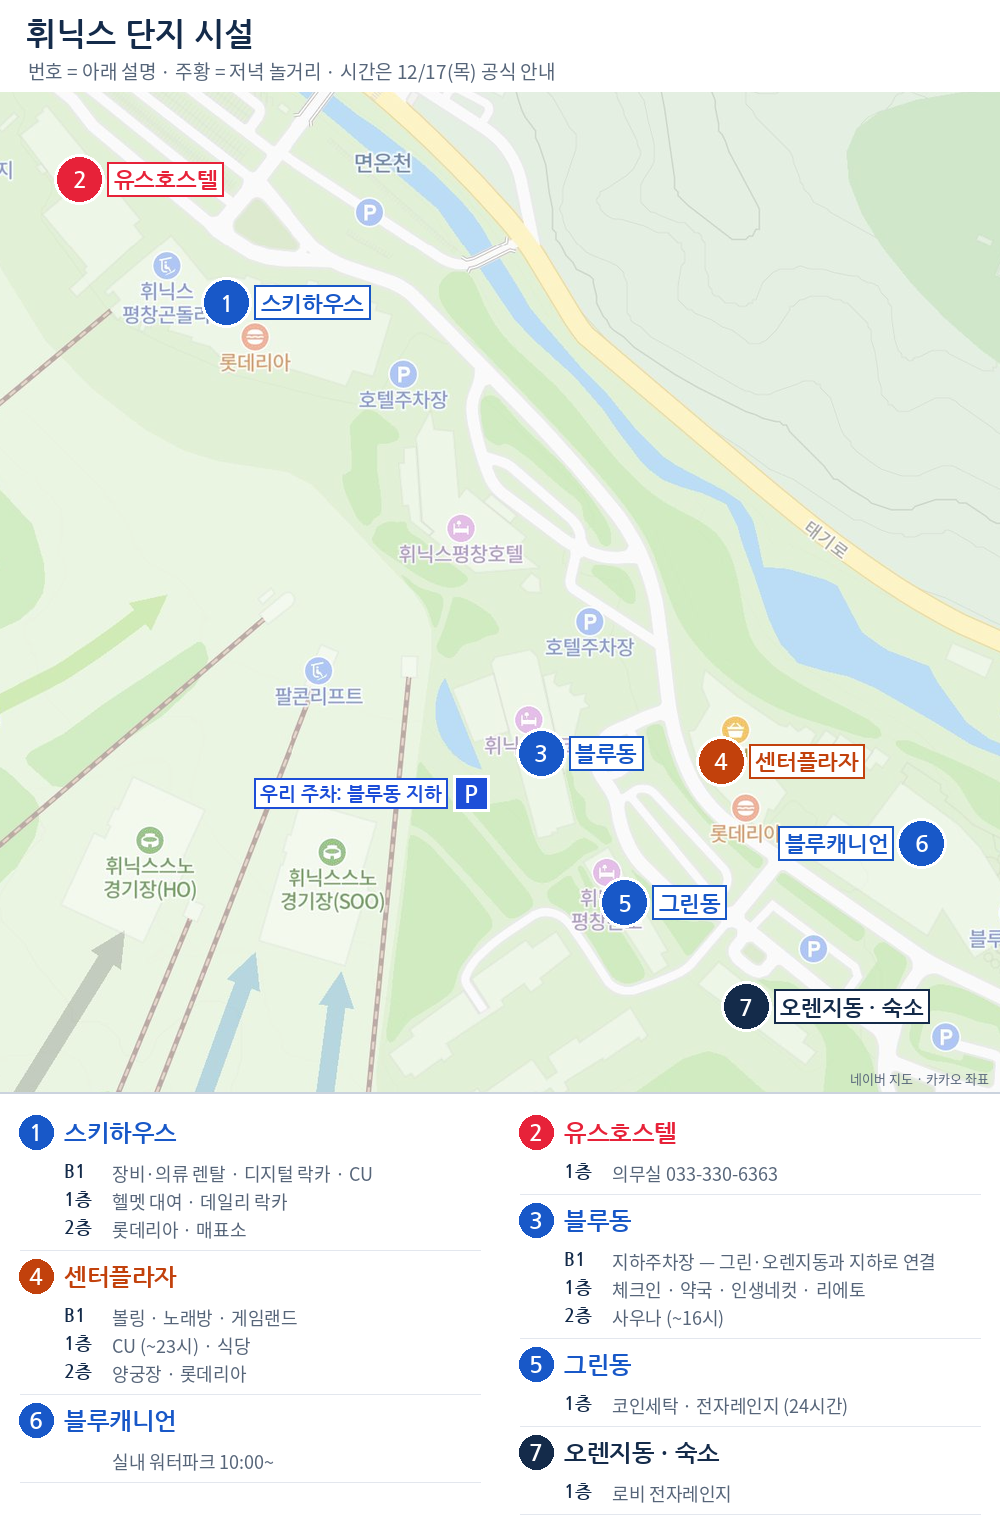 휘닉스 단지 시설
번호 = 아래 설명 · 주황 = 저녁 놀거리 · 시간은 12/17(목) 공식 안내
면온천
지
2 유스호스텔
휘닉스
평창곤돌라
1 스키하우스
롯데리아
호텔주차장
태기로
휘닉스평창호텔
호텔주차장
팔콘리프트
휘닉
3 블루동
4 센터플라자
우리 주차: 블루동 지하 P
롯데리아
블루캐니언 6
휘닉스스노
경기장(HO)
휘닉스스노
경기장(SOO)
평창
5 그린동
블루
7 오렌지동 · 숙소
네이버 지도 · 카카오 좌표
1 스키하우스
B1 장비·의류 렌탈 · 디지털 락카 · CU
1층 헬멧 대여 · 데일리 락카
2층 롯데리아 · 매표소
4 센터플라자
B1 볼링 · 노래방 · 게임랜드
1층 CU (~23시) · 식당
2층 양궁장 · 롯데리아
6 블루캐니언
실내 워터파크 10:00~
2 유스호스텔
1층 의무실 033-330-6363
3 블루동
B1 지하주차장 — 그린·오렌지동과 지하로 연결
1층 체크인 · 약국 · 인생네컷 · 리에토
2층 사우나 (~16시)
5 그린동
1층 코인세탁 · 전자레인지 (24시간)
7 오렌지동 · 숙소
1층 로비 전자레인지